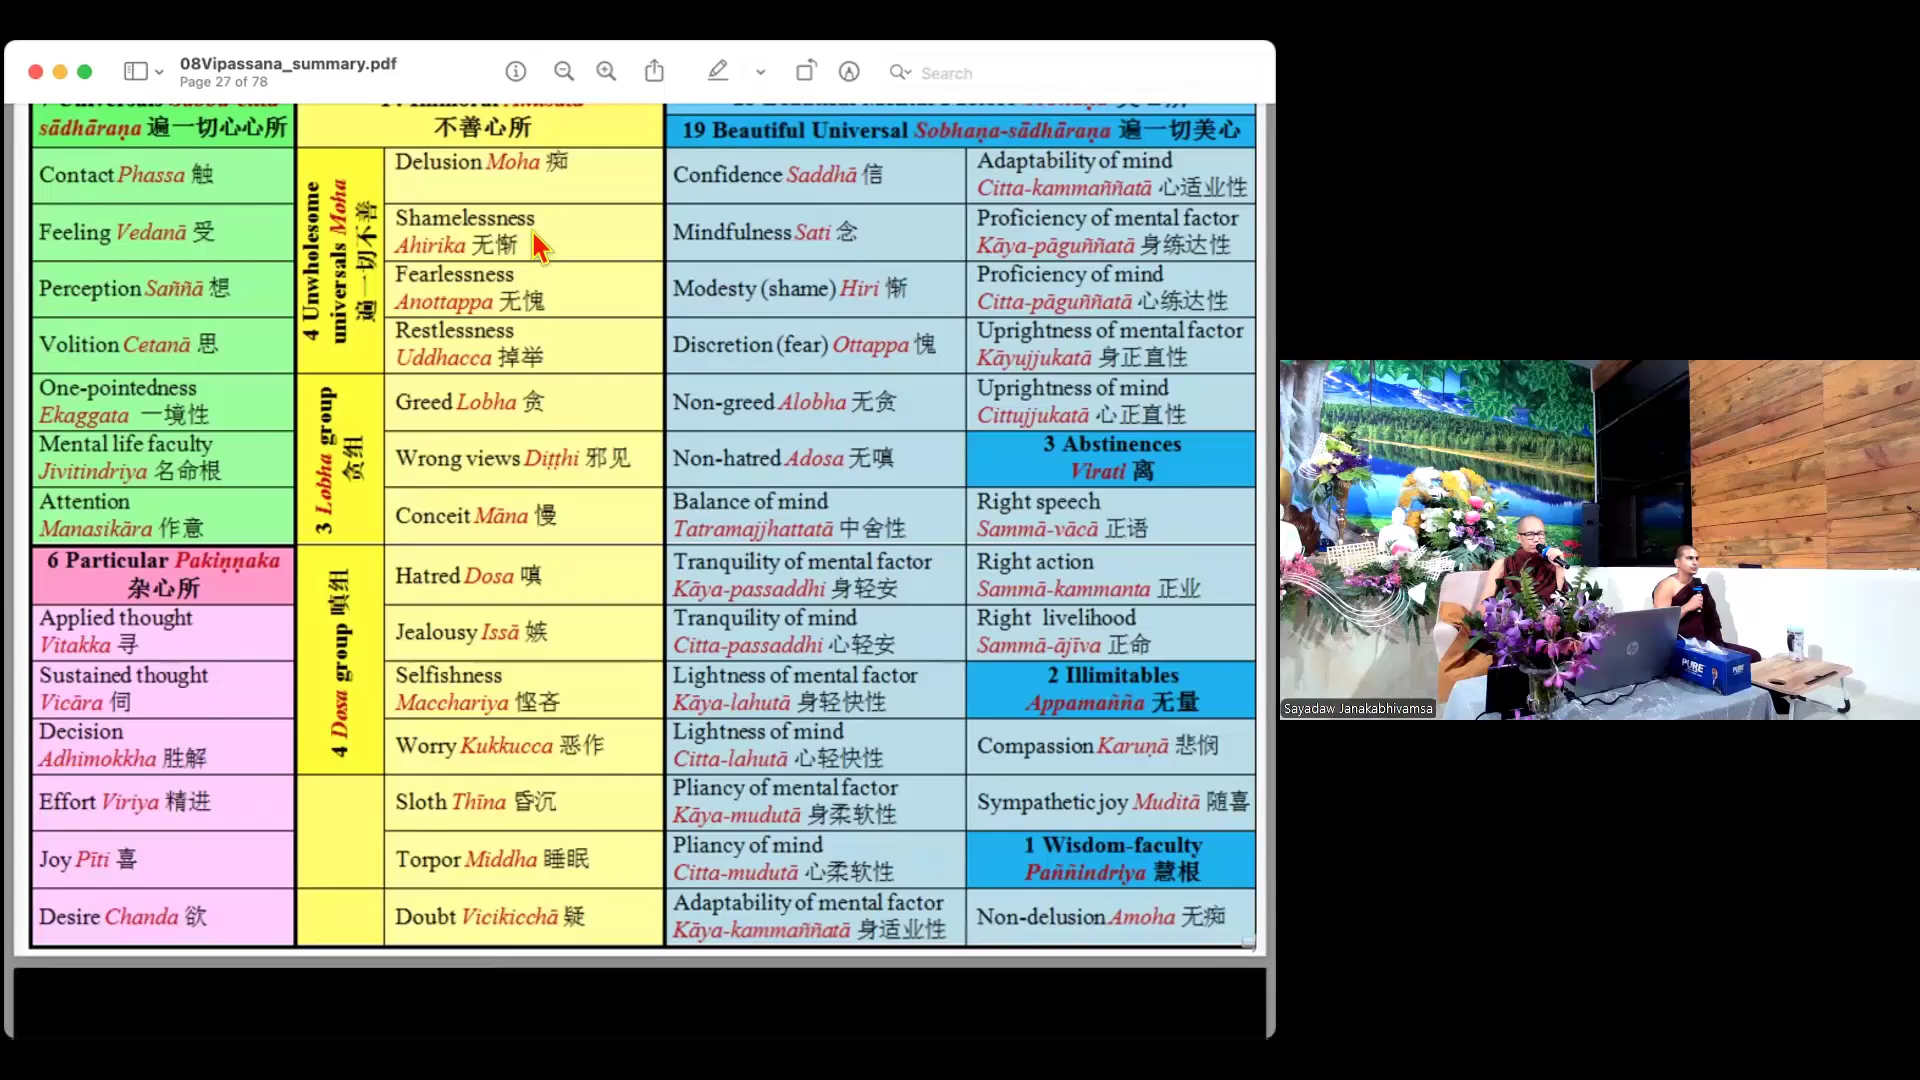 08Vipassana_summary.pdf
Page 27 of 78
Search
sādhāraṇa 遍一切心心所
Contact Phassa 触
Feeling Vedanā 受
Perception Saññā 想
Volition Cetanā 思
One-pointedness
Ekaggata 一境性
Mental life faculty
Jivitindriya 名命根
Attention
Manasikāra 作意
6 Particular Pakiṇṇaka
杂心所
Applied thought
Vitakka 寻
Sustained thought
Vicāra 伺
Decision
Adhimokkha 胜解
Effort Viriya 精进
Joy Pīti 喜
Desire Chanda 欲
不善心所
4 Unwholesome
universals Moha
遍一切不善
Delusion Moha 痴
Shamelessness
Ahirika 无惭
Fearlessness
Anottappa 无愧
Restlessness
Uddhacca 掉举
3 Lobha group
贪组
Greed Lobha 贪
Wrong views Diṭṭhi 邪见
Conceit Māna 慢
4 Dosa group 嗔组
Hatred Dosa 嗔
Jealousy Issā 嫉
Selfishness
Macchariya 悭吝
Worry Kukkucca 恶作
Sloth Thīna 昏沉
Torpor Middha 睡眠
Doubt Vicikicchā 疑
19 Beautiful Universal Sobhaṇa-sādhāraṇa 遍一切美心
Confidence Saddhā 信
Mindfulness Sati 念
Modesty (shame) Hiri 惭
Discretion (fear) Ottappa 愧
Non-greed Alobha 无贪
Non-hatred Adosa 无嗔
Balance of mind
Tatramajjhattatā 中舍性
Tranquility of mental factor
Kāya-passaddhi 身轻安
Tranquility of mind
Citta-passaddhi 心轻安
Lightness of mental factor
Kāya-lahutā 身轻快性
Lightness of mind
Citta-lahutā 心轻快性
Pliancy of mental factor
Kāya-mudutā 身柔软性
Pliancy of mind
Citta-mudutā 心柔软性
Adaptability of mental factor
Kāya-kammaññatā 身适业性
Adaptability of mind
Citta-kammaññatā 心适业性
Proficiency of mental factor
Kāya-pāguññatā 身练达性
Proficiency of mind
Citta-pāguññatā 心练达性
Uprightness of mental factor
Kāyujjukatā 身正直性
Uprightness of mind
Cittujjukatā 心正直性
3 Abstinences
Virati 离
Right speech
Sammā-vācā 正语
Right action
Sammā-kammanta 正业
Right livelihood
Sammā-ājīva 正命
2 Illimitables
Appamañña 无量
Compassion Karuṇā 悲悯
Sympathetic joy Muditā 随喜
1 Wisdom-faculty
Paññindriya 慧根
Non-delusion Amoha 无痴
PURE
hp
Sayadaw Janakabhivamsa